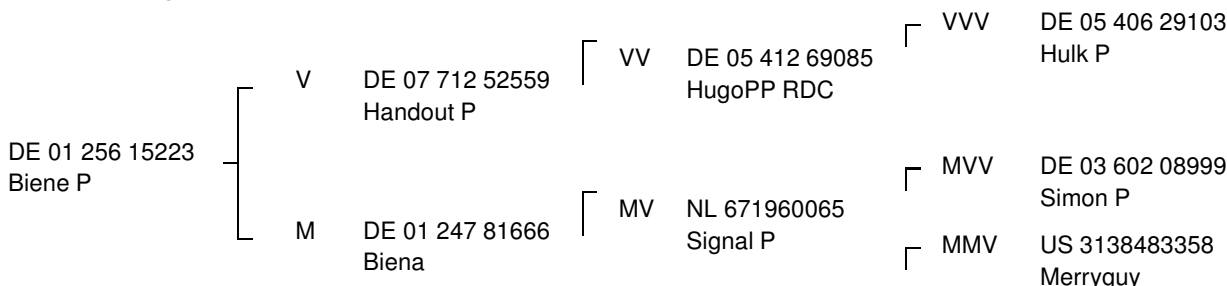 VVV DE 05 406 29103
Hulk P
VV DE 05 412 69085
HugoPP RDC
V DE 07 712 52559
Handout P
DE 01 256 15223
Biene P
MVV DE 03 602 08999
Simon P
MV NL 671960065
Signal P
M DE 01 247 81666
Biena
MMV US 3138483358
Merryguy